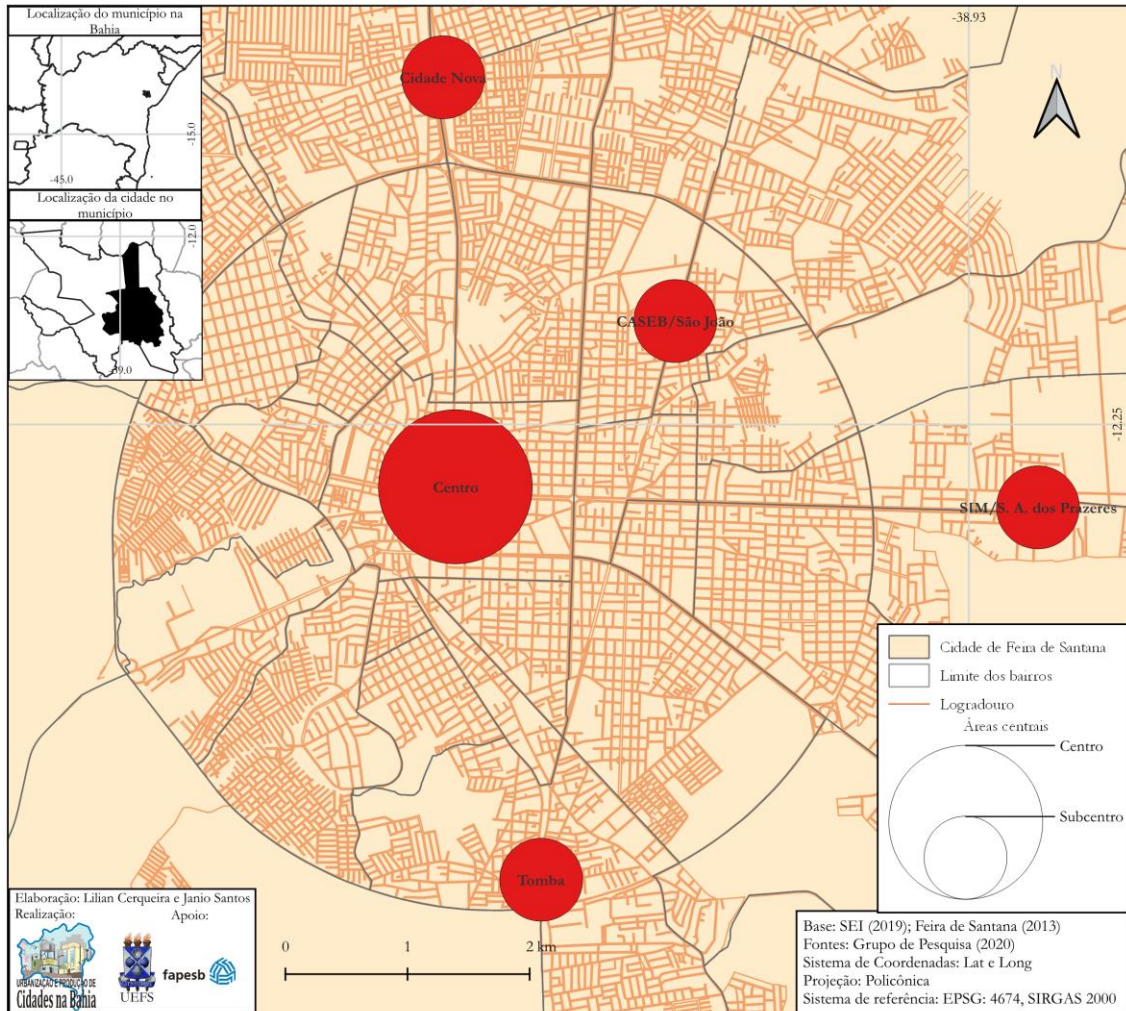 Localização do município na
Bahia
-15.0
-45.0
Localização da cidade no
município
-12.0
-39.0
-38.93
N
Cidade Nova
CASEB/São João
-12.25
Centro
SIM/S. A. dos Prazeres
Tomba
Cidade de Feira de Santana
Limite dos bairros
Logradouro
Áreas centrais
Centro
Subcentro
Elaboração: Lilian Cerqueira e Janio Santos
Realização:
Apoio:
URBANIZAÇÃO E PRODUÇÃO DE
Cidades na Bahia
UEFS
fapesb
0
1
2 km
Base: SEI (2019); Feira de Santana (2013)
Fontes: Grupo de Pesquisa (2020)
Sistema de Coordenadas: Lat e Long
Projeção: Policônica
Sistema de referência: EPSG: 4674, SIRGAS 2000